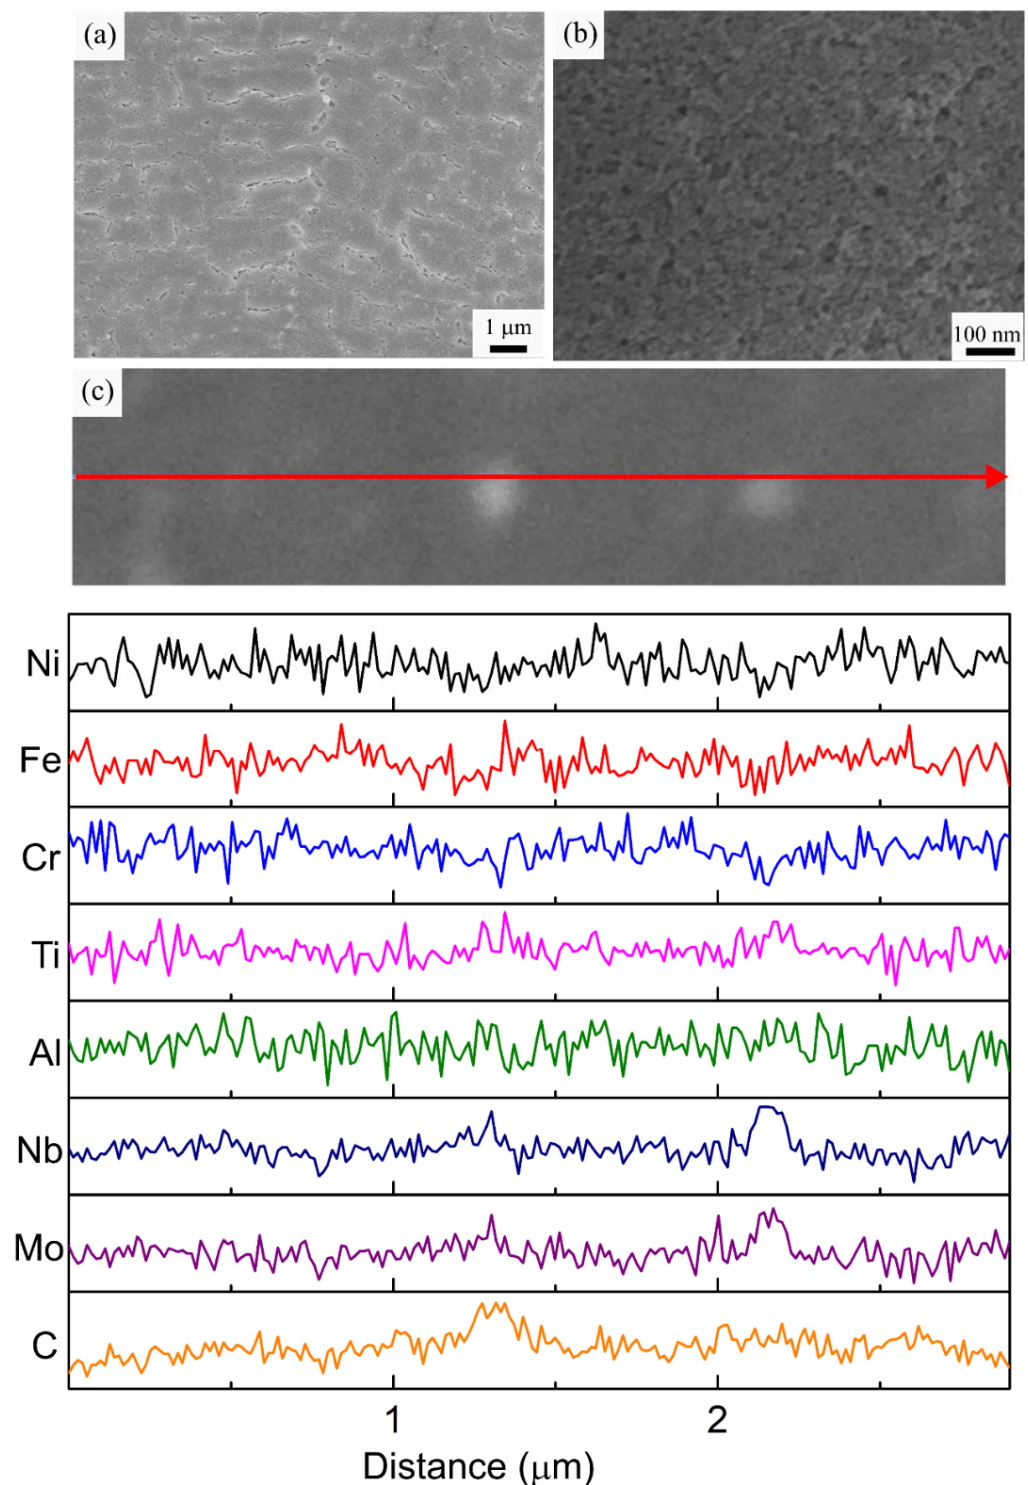 (a)
(b)
1 μm
100 nm
(c)
Ni
Fe
Cr
Ti
Al
Nb
Mo
C
1
2
Distance (μm)